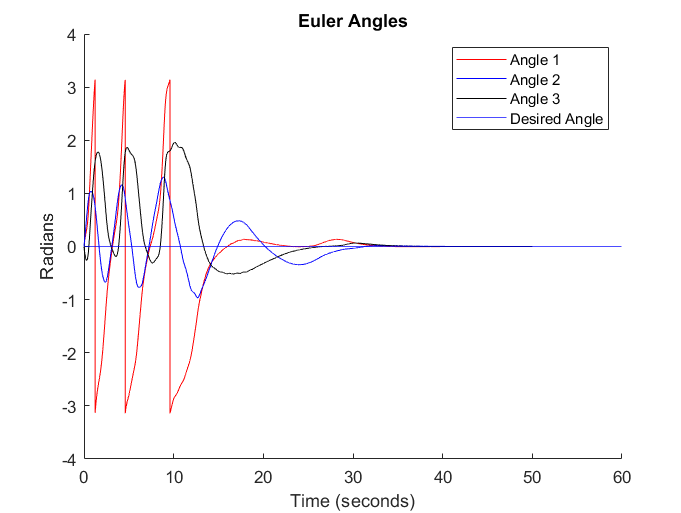 Euler Angles
Angle 1
Angle 2
Angle 3
Desired Angle
4
3
2
1
0
-1
-2
-3
-4
Radians
0
10
20
30
40
50
60
Time (seconds)